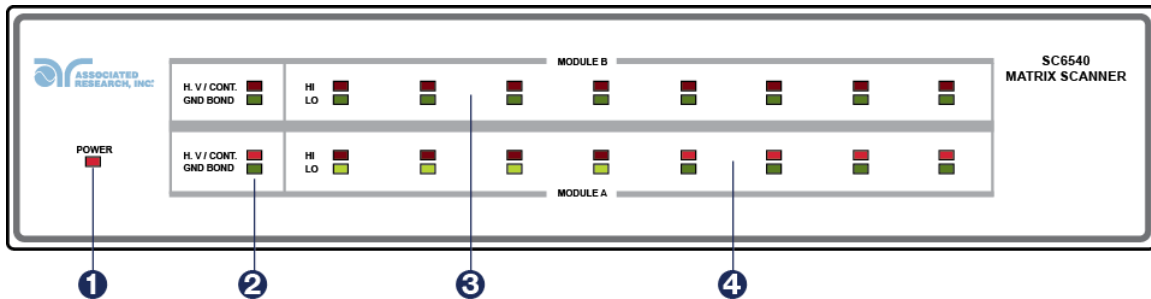 ASSOCIATED
RESEARCH, INC.
SC6540
MATRIX SCANNER
MODULE B
H. V / CONT.
GND BOND
HI
LO
POWER
H. V / CONT.
GND BOND
HI
LO
MODULE A
1
2
3
4